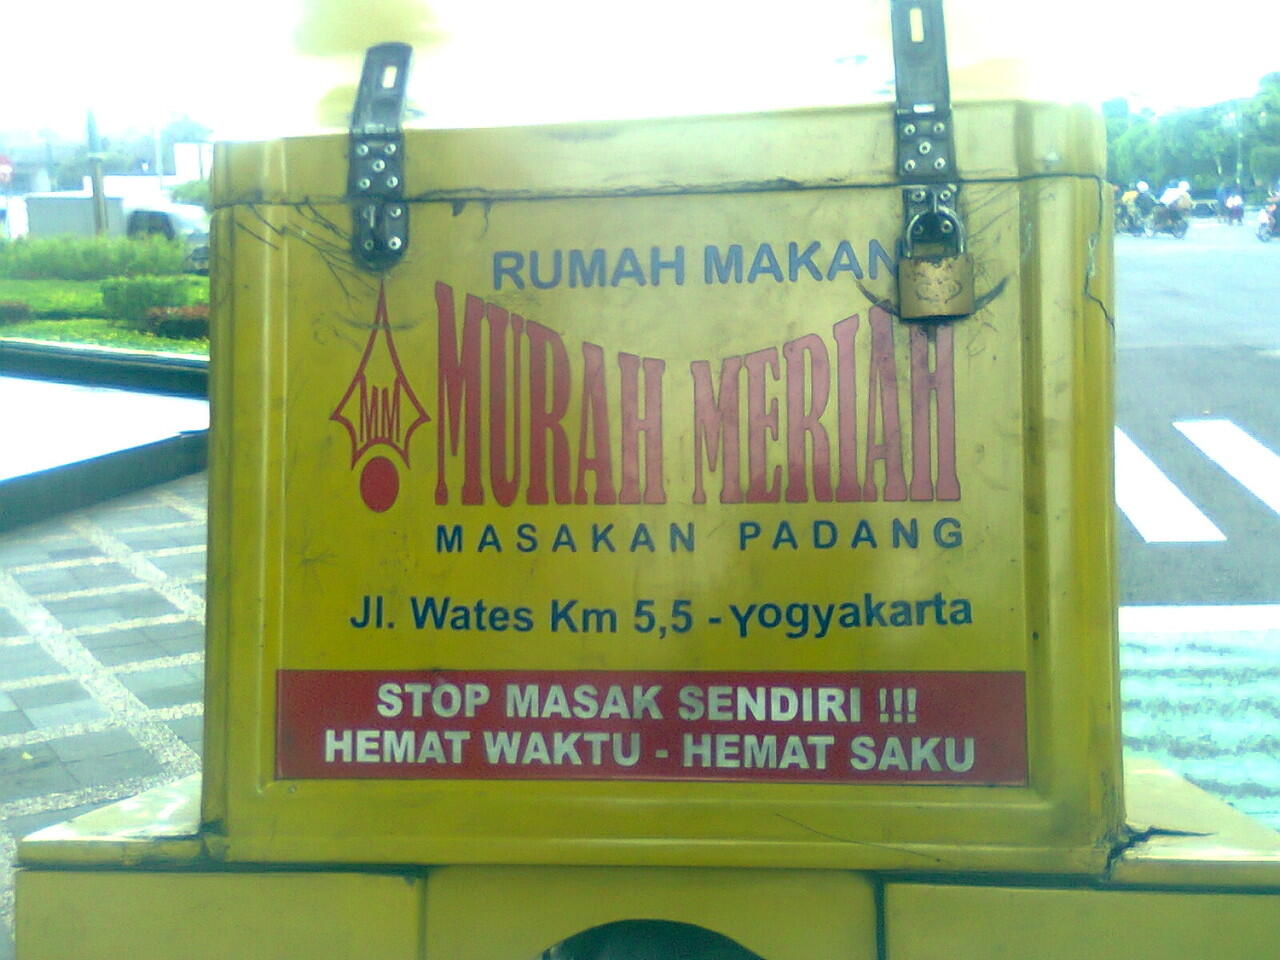 RUMAH MAKAN
MURAH MERIAH
MM
MASAKAN PADANG
Jl. Wates Km 5,5 - Yogyakarta
STOP MASAK SENDIRI !!!
HEMAT WAKTU - HEMAT SAKU